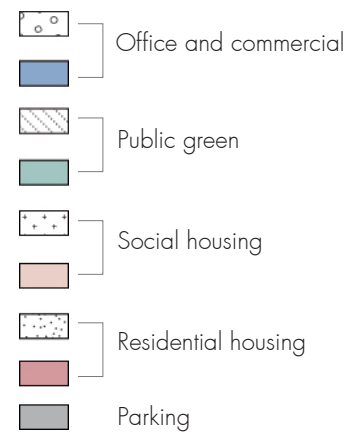 Office and commercial
Public green
Social housing
Residential housing
Parking